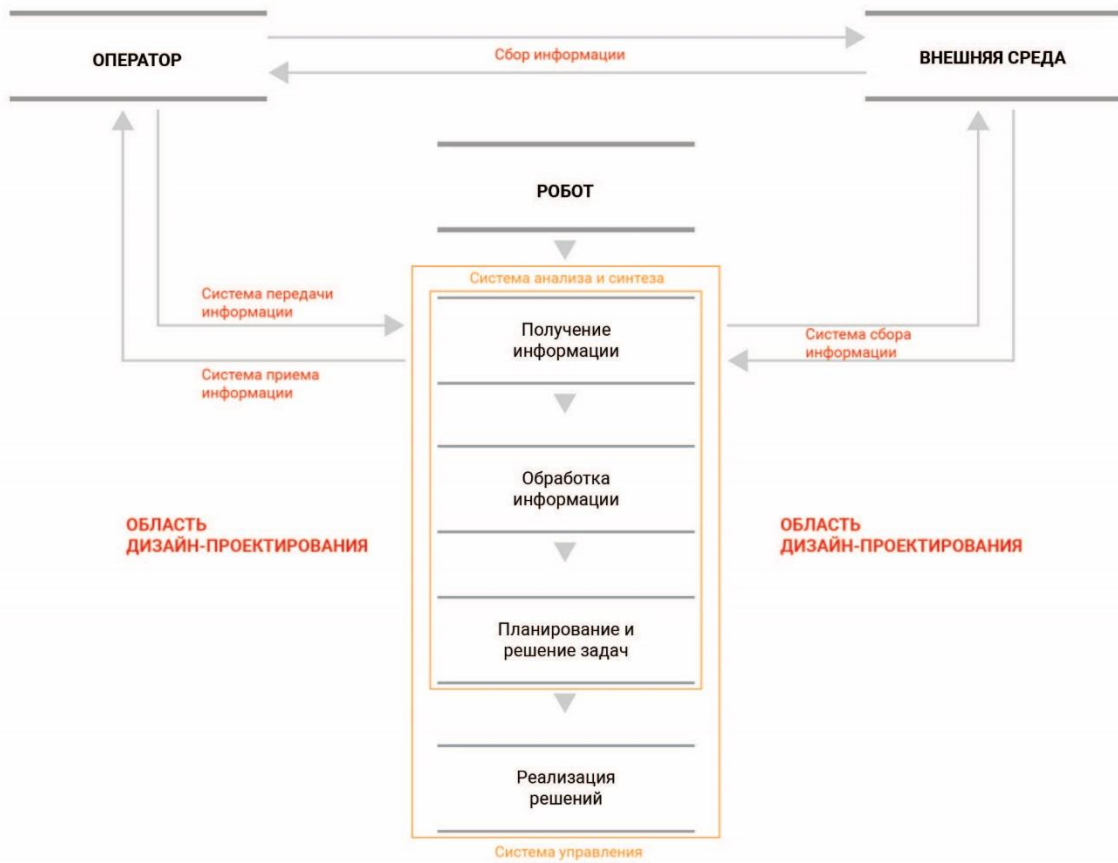 ОПЕРАТОР
Сбор информации
ВНЕШНЯЯ СРЕДА
РОБОТ
Система анализа и синтеза
Система передачи
информации
Получение
информации
Система сбора
информации
Система приема
информации
Обработка
информации
ОБЛАСТЬ
ДИЗАЙН-ПРОЕКТИРОВАНИЯ
ОБЛАСТЬ
ДИЗАЙН-ПРОЕКТИРОВАНИЯ
Планирование и
решение задач
Реализация
решений
Система управления